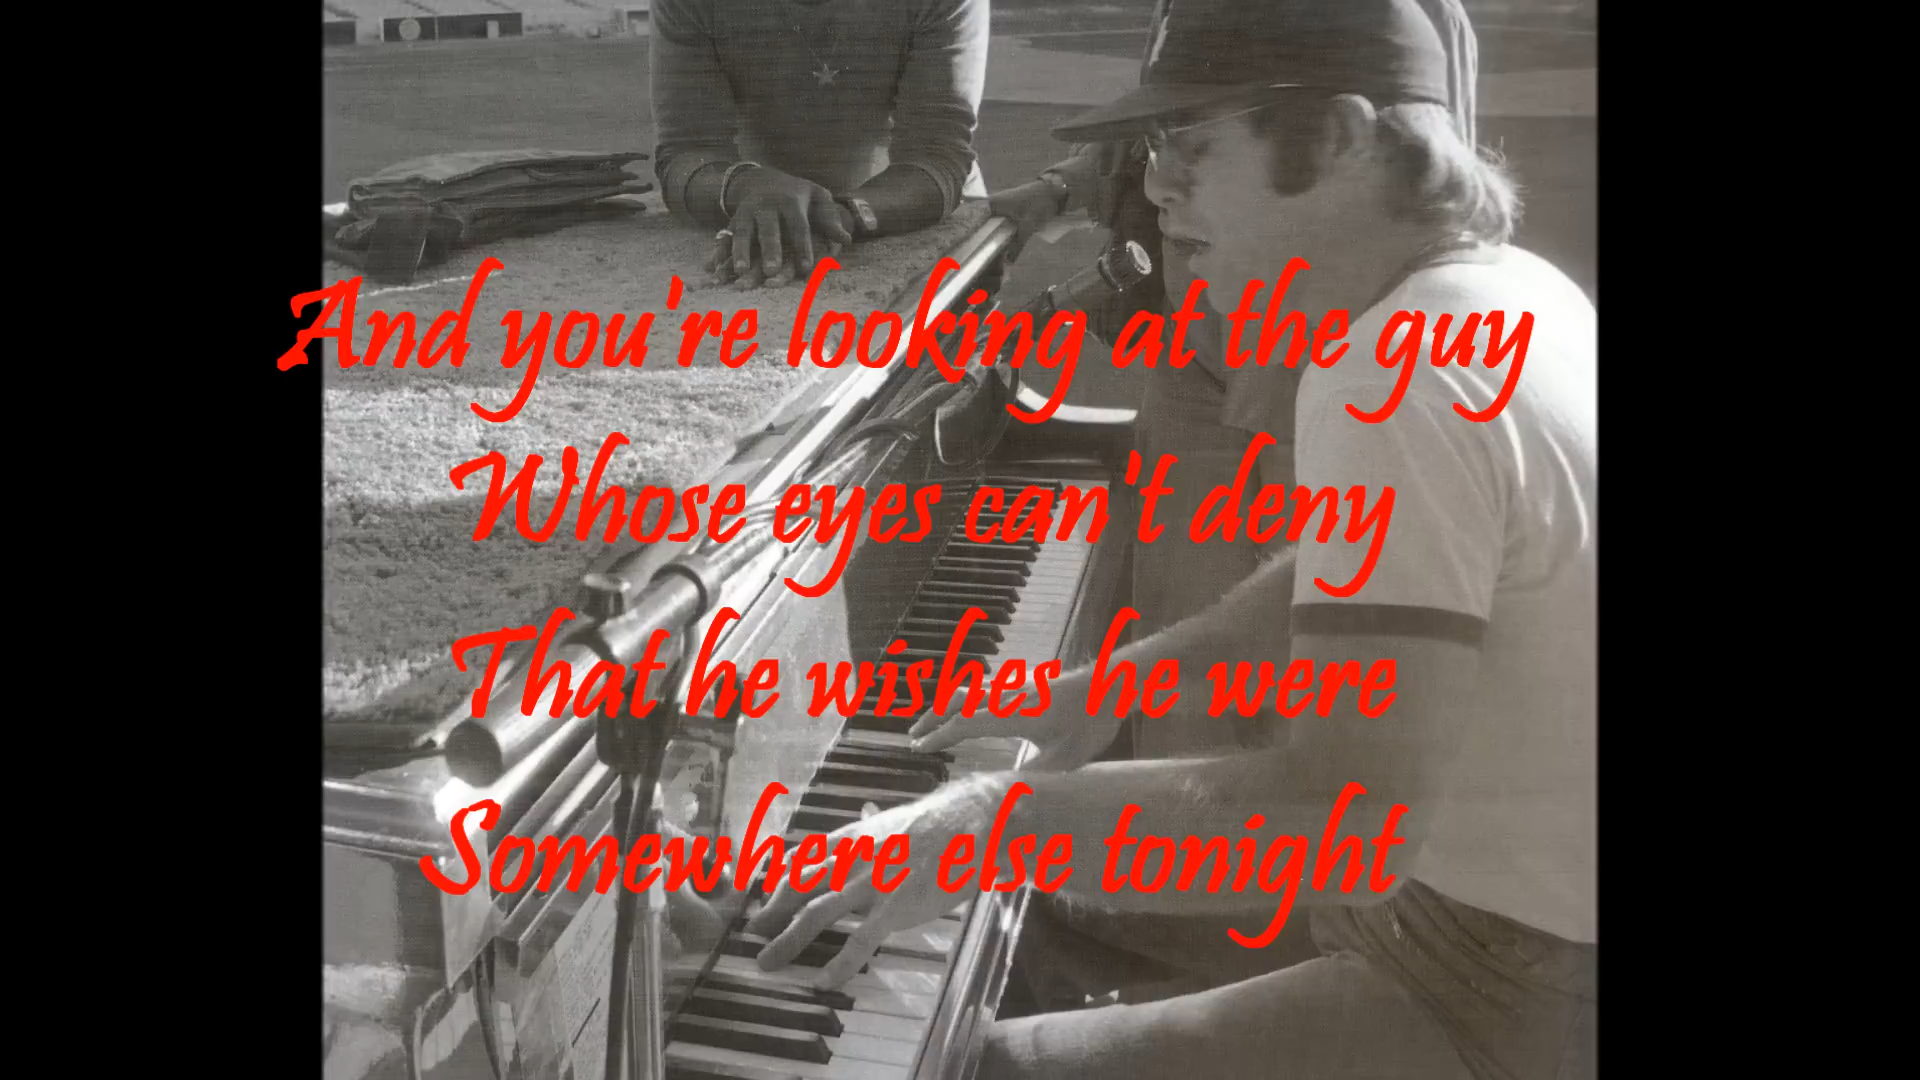 And you're looking at the guy
Whose eyes can't deny
That he wishes he were
Somewhere else tonight